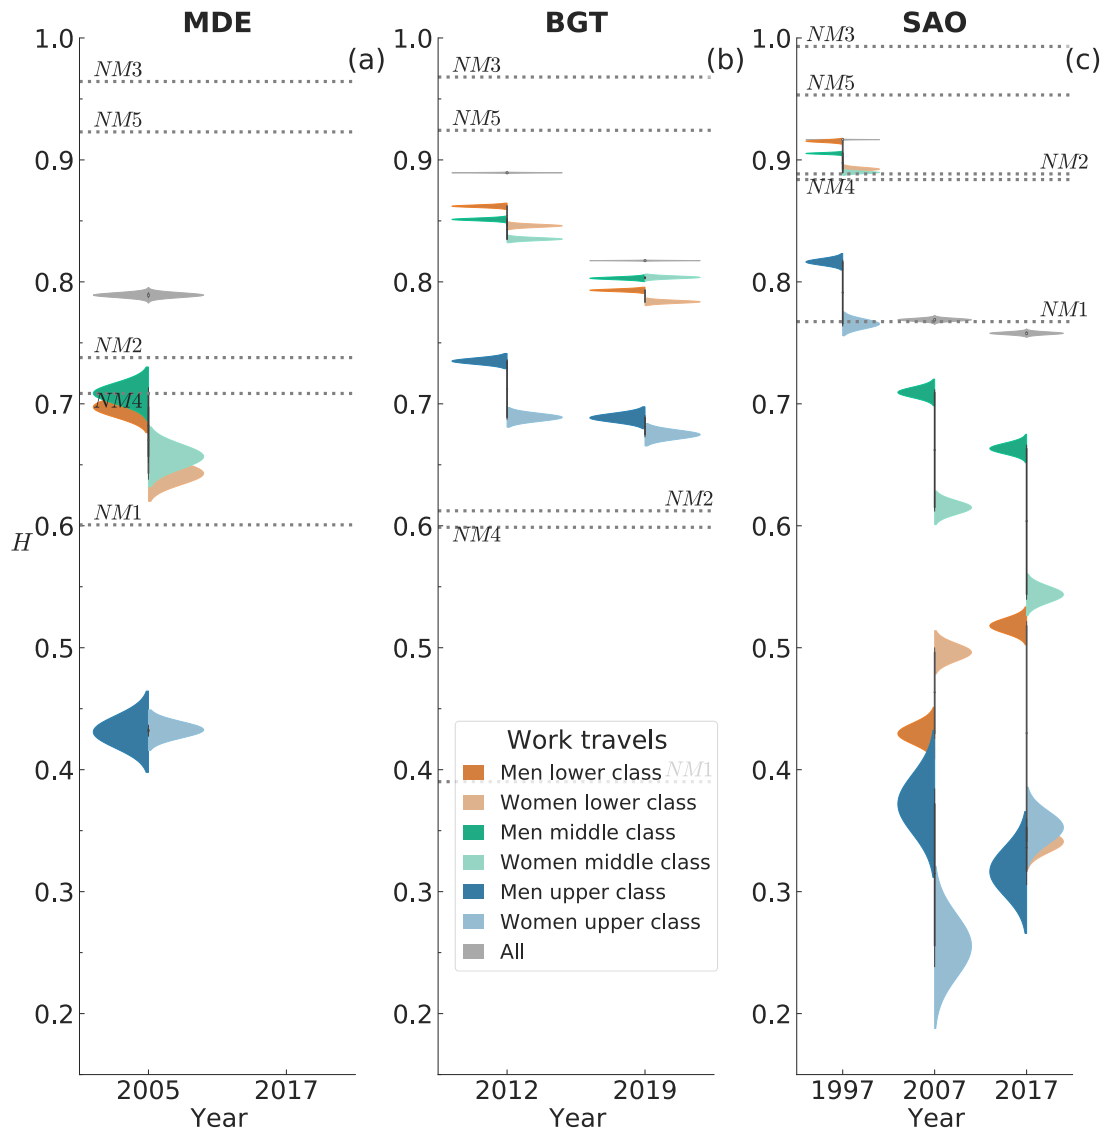 MDE
BGT
SAO
(a)
(b)
(c)
H
1.0
0.9
0.8
0.7
0.6
0.5
0.4
0.3
0.2
NM3
NM5
NM2
NM4
NM1
2005
2017
Year
1.0
0.9
0.8
0.7
0.6
0.5
0.4
0.3
0.2
NM3
NM5
NM2
NM4
NM1
Work travels
Men lower class
Women lower class
Men middle class
Women middle class
Men upper class
Women upper class
All
2012
2019
Year
1.0
0.9
0.8
0.7
0.6
0.5
0.4
0.3
0.2
NM3
NM5
NM2
NM4
NM1
1997
2007
2017
Year